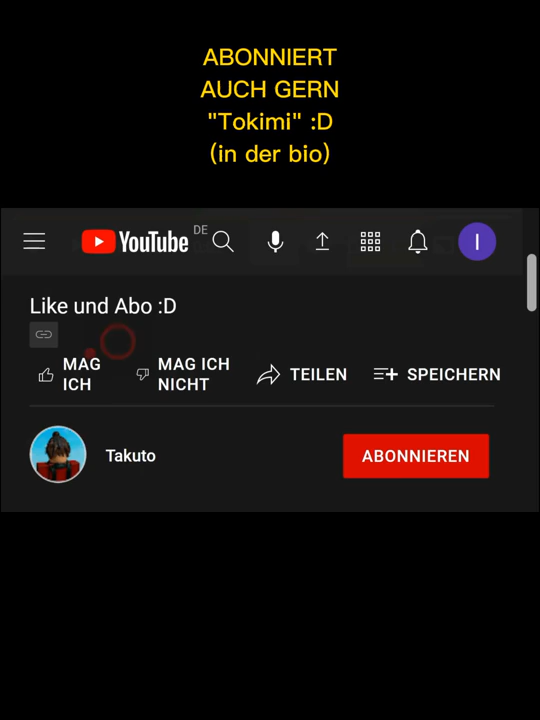 ABONNIERT
AUCH GERN
"Tokimi" :D
(in der bio)
YouTube DE
I
Like und Abo :D
MAG ICH
MAG ICH NICHT
TEILEN
SPEICHERN
Takuto
ABONNIEREN